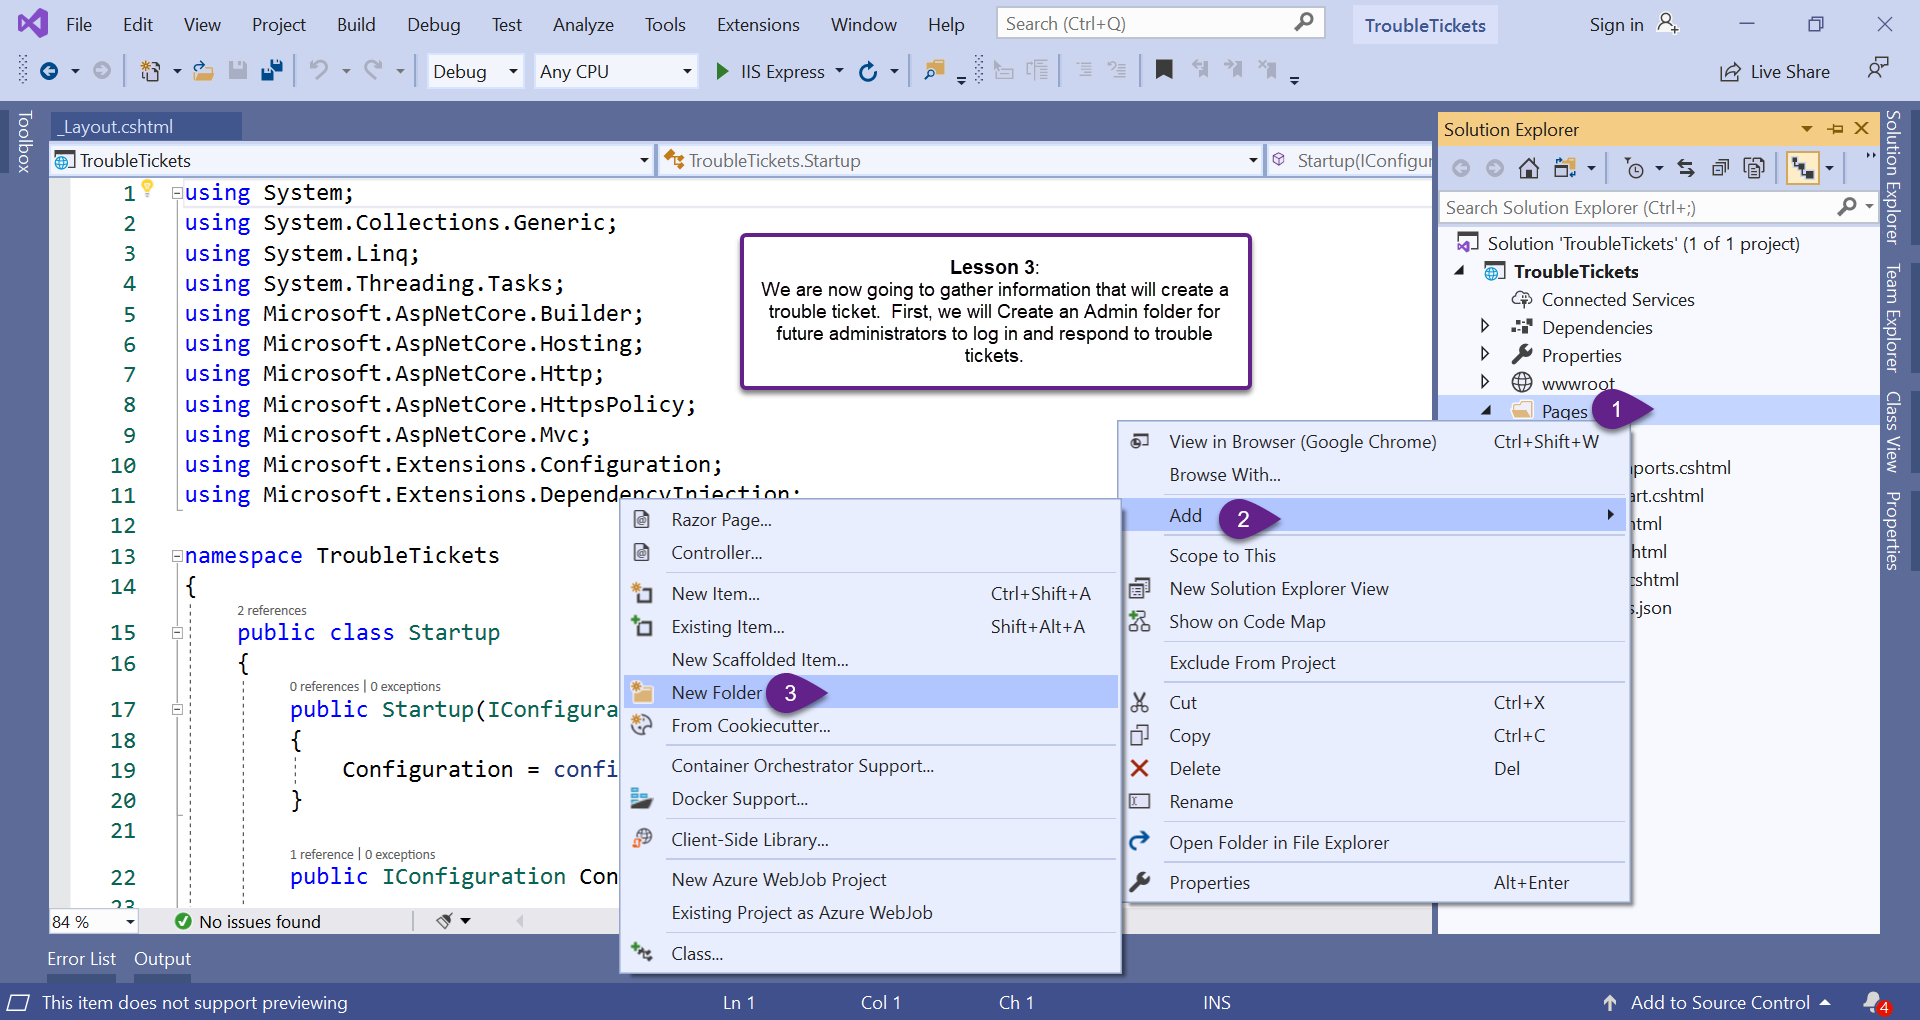 File Edit View Project Build Debug Test Analyze Tools Extensions Window Help Search (Ctrl+Q) TroubleTickets Sign in
Debug Any CPU IIS Express Live Share
Toolbox
_Layout.cshtml
TroubleTickets TroubleTickets.Startup Startup(IConfigur
1 using System;
2 using System.Collections.Generic;
3 using System.Linq;
4 using System.Threading.Tasks;
5 using Microsoft.AspNetCore.Builder;
6 using Microsoft.AspNetCore.Hosting;
7 using Microsoft.AspNetCore.Http;
8 using Microsoft.AspNetCore.HttpsPolicy;
9 using Microsoft.AspNetCore.Mvc;
10 using Microsoft.Extensions.Configuration;
11 using Microsoft.Extensions.DependencyInjection;
12
13 namespace TroubleTickets
14 {
2 references
15 public class Startup
16 {
0 references | 0 exceptions
17 public Startup(IConfigura
18 {
19 Configuration = confi
20 }
21
1 reference | 0 exceptions
22 public IConfiguration Con
23
84 % No issues found
Lesson 3:
We are now going to gather information that will create a
trouble ticket. First, we will Create an Admin folder for
future administrators to log in and respond to trouble
tickets.
Solution Explorer
Search Solution Explorer (Ctrl+;)
Solution 'TroubleTickets' (1 of 1 project)
TroubleTickets
Connected Services
Dependencies
Properties
wwwroot
Pages 1
ports.cshtml
art.cshtml
html
html
cshtml
s.json
Solution Explorer
Team Explorer
Class View
Properties
View in Browser (Google Chrome) Ctrl+Shift+W
Browse With...
Add 2
Scope to This
New Solution Explorer View
Show on Code Map
Exclude From Project
Cut Ctrl+X
Copy Ctrl+C
Delete Del
Rename
Open Folder in File Explorer
Properties Alt+Enter
Razor Page...
Controller...
New Item... Ctrl+Shift+A
Existing Item... Shift+Alt+A
New Scaffolded Item...
New Folder 3
From Cookiecutter...
Container Orchestrator Support...
Docker Support...
Client-Side Library...
New Azure WebJob Project
Existing Project as Azure WebJob
Class...
Error List Output
This item does not support previewing Ln 1 Col 1 Ch 1 INS Add to Source Control 4